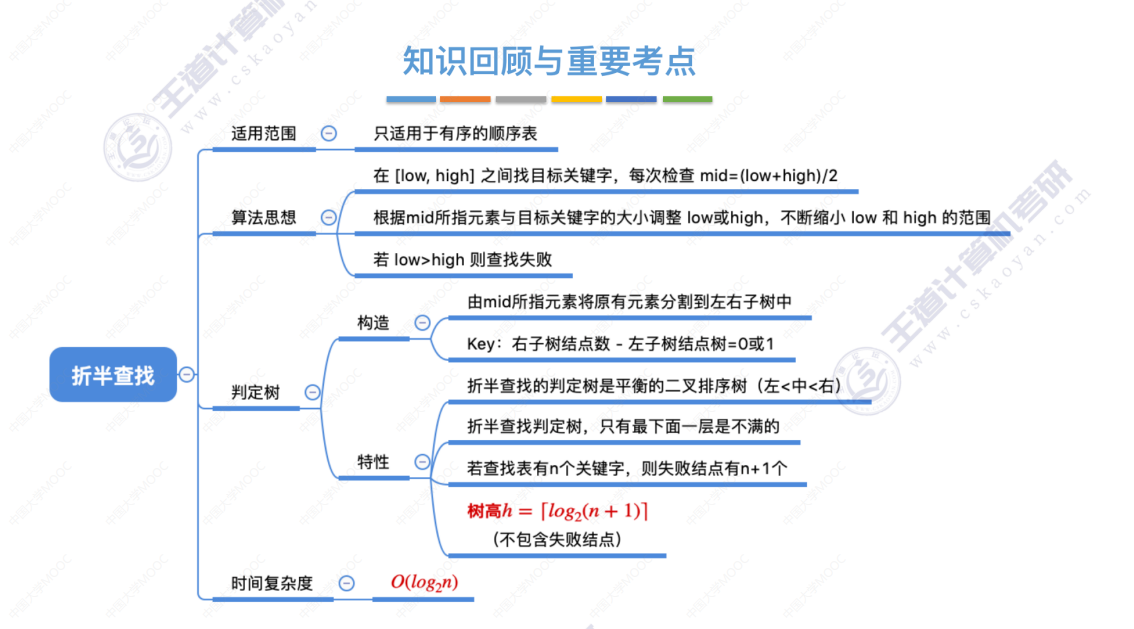 知识回顾与重要考点
适用范围
只适用于有序的顺序表
在 [low, high] 之间找目标关键字，每次检查 mid=(low+high)/2
算法思想
根据mid所指元素与目标关键字的大小调整 low或high，不断缩小 low 和 high 的范围
若 low>high 则查找失败
由mid所指元素将原有元素分割到左右子树中
构造
Key：右子树结点数 - 左子树结点树=0或1
折半查找
判定树
折半查找的判定树是平衡的二叉排序树（左<中<右）
折半查找判定树，只有最下面一层是不满的
特性
若查找表有n个关键字，则失败结点有n+1个
树高h = ⌈log₂(n + 1)⌉
（不包含失败结点）
时间复杂度
O(log₂n)
王道计算机考研
www.cskaoyan.com
中国大学MOOC